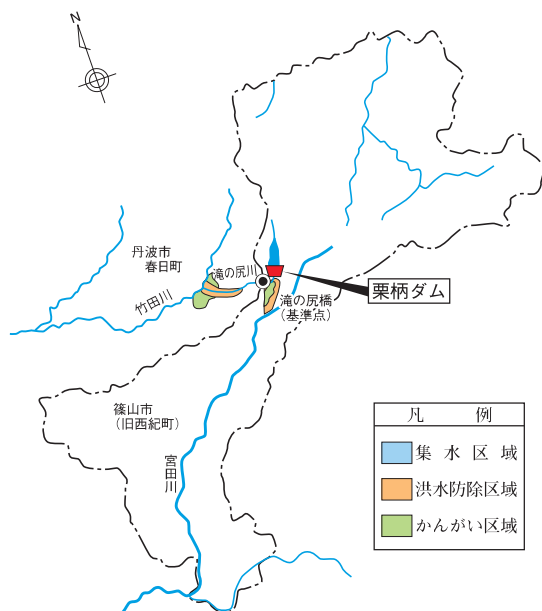 N
丹波市
春日町
滝の尻川
竹田川
滝の尻橋
（基準点）
栗柄ダム
篠山市
（旧西紀町）
宮田川
凡　例
集水区域
洪水防除区域
かんがい区域